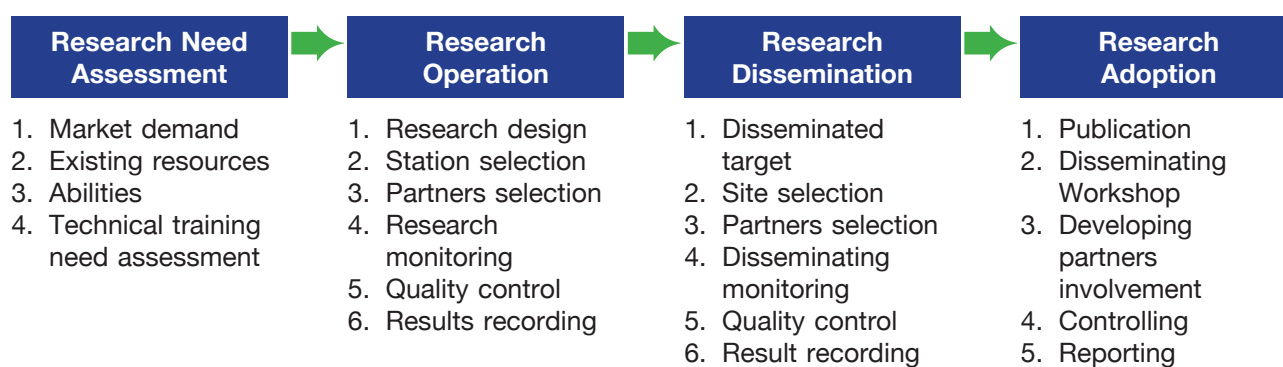 Research Need
Assessment
1. Market demand
2. Existing resources
3. Abilities
4. Technical training
need assessment
Research
Operation
1. Research design
2. Station selection
3. Partners selection
4. Research
monitoring
5. Quality control
6. Results recording
Research
Dissemination
1. Disseminated
target
2. Site selection
3. Partners selection
4. Disseminating
monitoring
5. Quality control
6. Result recording
Research
Adoption
1. Publication
2. Disseminating
Workshop
3. Developing
partners
involvement
4. Controlling
5. Reporting